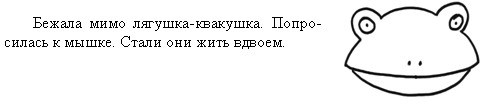 Бежала мимо лягушка-квакушка. Попро-
силась к мышке. Стали они жить вдвоем.